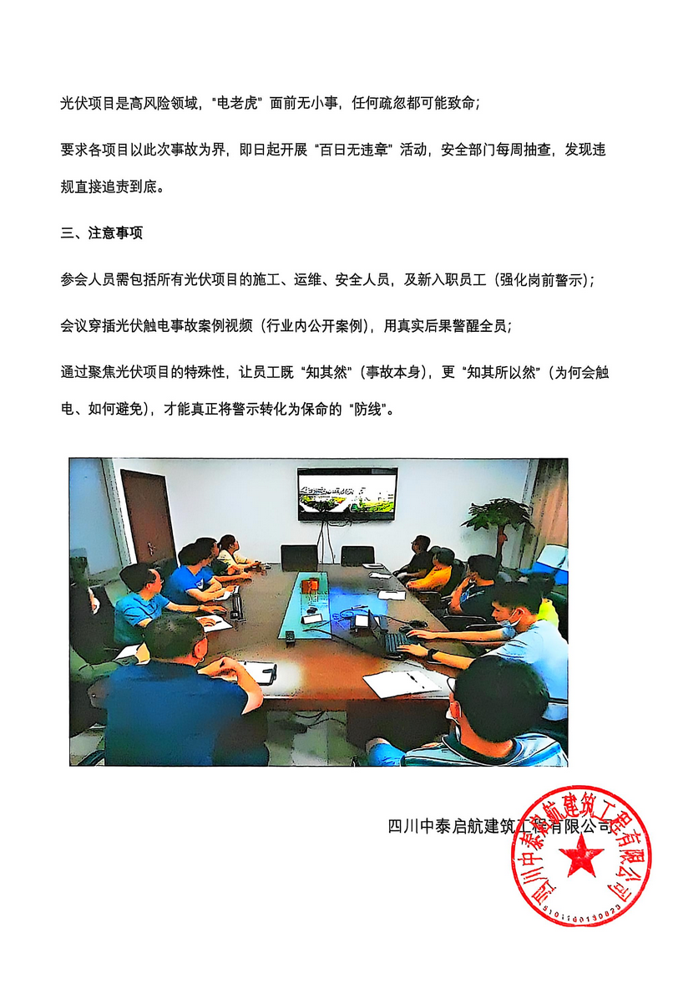 光伏项目是高风险领域，"电老虎"面前无小事，任何疏忽都可能致命；
要求各项目以此次事故为界，即日起开展"百日无违章"活动，安全部门每周抽查，发现违
规直接追责到底。
三、注意事项
参会人员需包括所有光伏项目的施工、运维、安全人员，及新入职员工（强化岗前警示）；
会议穿插光伏触电事故案例视频（行业内公开案例），用真实后果警醒全员；
通过聚焦光伏项目的特殊性，让员工既"知其然"（事故本身），更"知其所以然"（为何会触
电、如何避免），才能真正将警示转化为保命的"防线"。
四川中泰启航建筑工程有限公司
四川中泰启航建筑工程有限公司
5101160190823